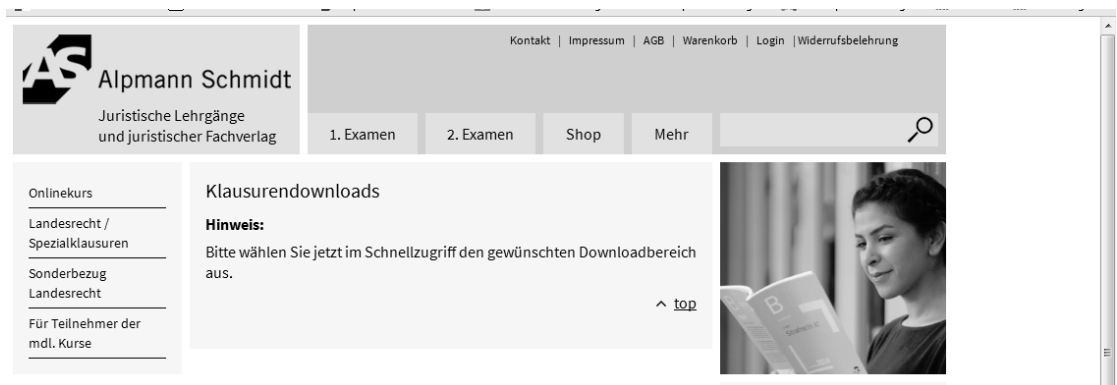 AS
Alpmann Schmidt
Juristische Lehrgänge
und juristischer Fachverlag
Kontakt | Impressum | AGB | Warenkorb | Login |Widerrufsbelehrung
1. Examen
2. Examen
Shop
Mehr
Onlinekurs
Landesrecht /
Spezialklausuren
Sonderbezug
Landesrecht
Für Teilnehmer der
mdl. Kurse
Klausurendownloads
Hinweis:
Bitte wählen Sie jetzt im Schnellzugriff den gewünschten Downloadbereich
aus.
top
B